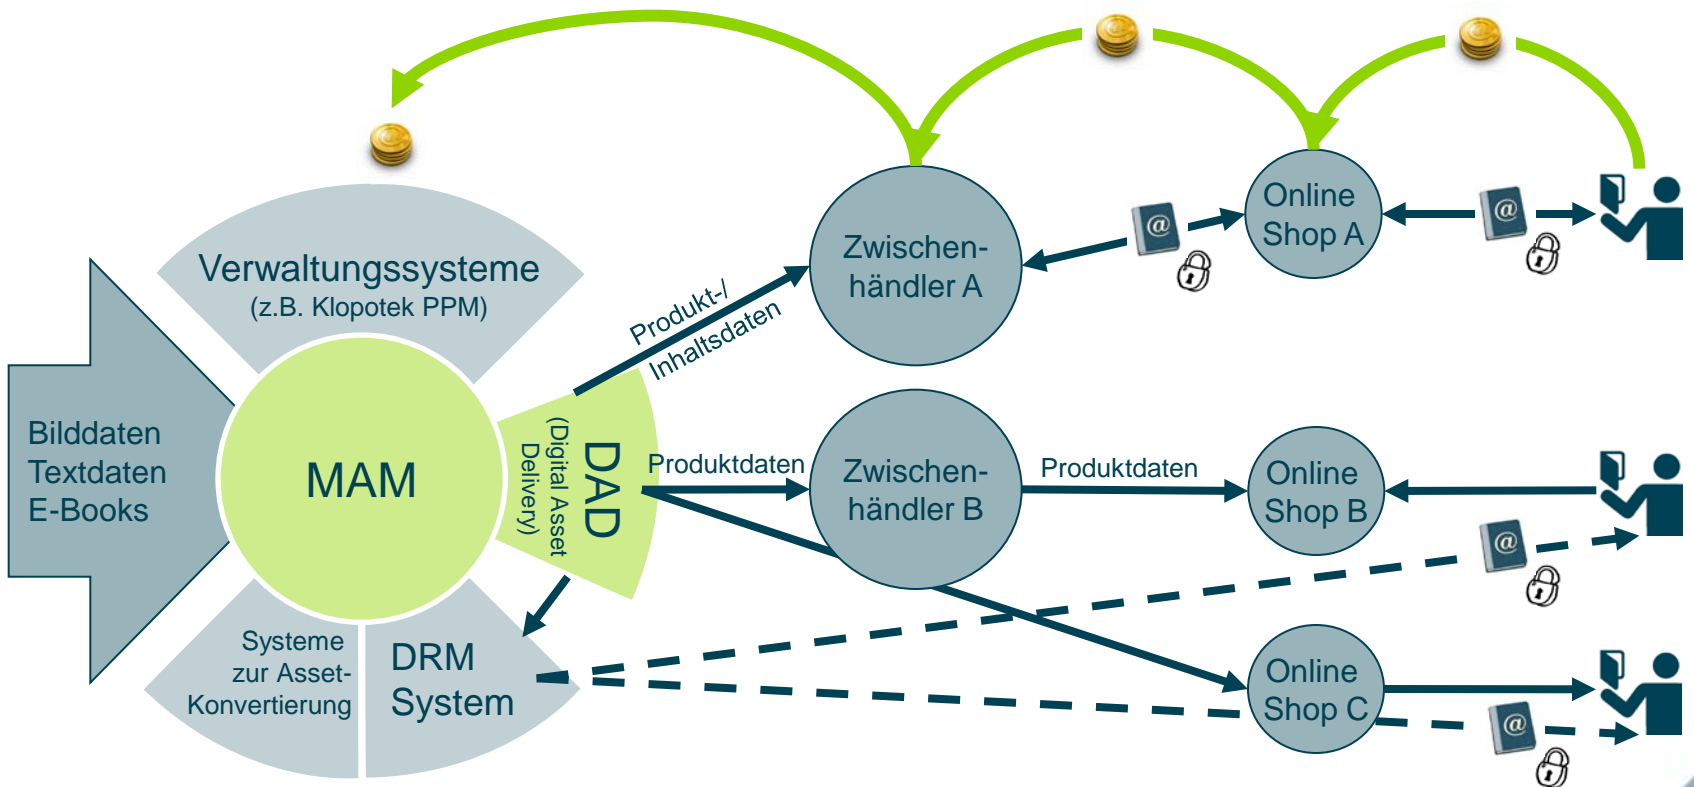 Verwaltungssysteme
(z.B. Klopotek PPM)
Bilddaten
Textdaten
E-Books
MAM
DAD
(Digital Asset
Delivery)
Systeme
zur Asset-
Konvertierung
DRM
System
Produkt-/
Inhaltsdaten
Zwischen-
händler A
Online
Shop A
Produktdaten
Zwischen-
händler B
Produktdaten
Online
Shop B
Online
Shop C
@
@
@
@